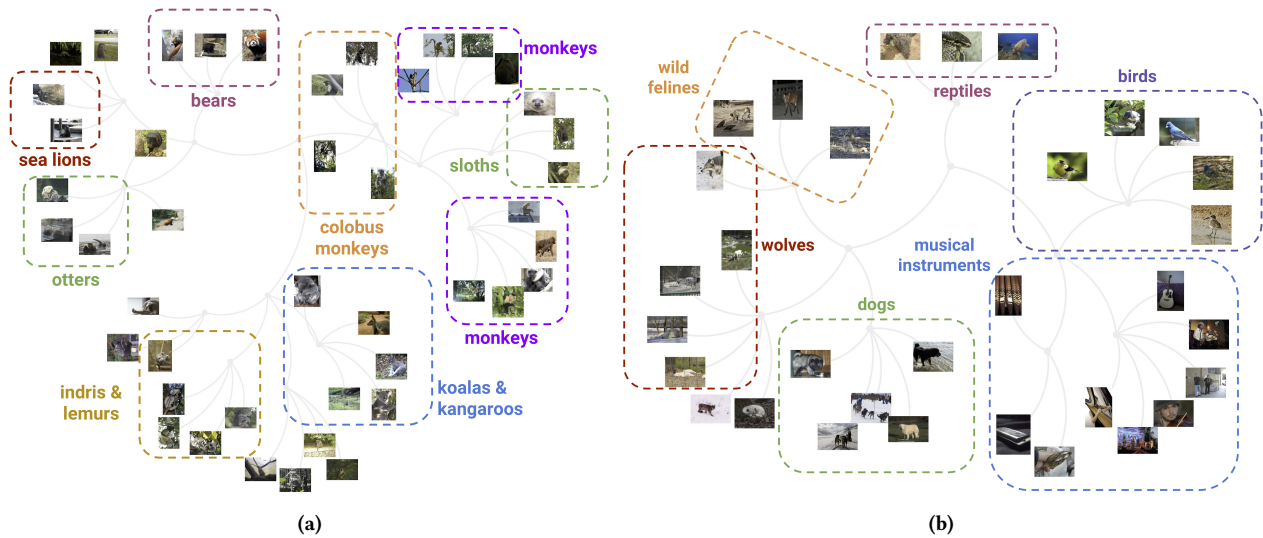 monkeys
bears
sea lions
sloths
colobus
monkeys
otters
monkeys
indris &
lemurs
koalas &
kangaroos
(a)
wild
felines
reptiles
birds
wolves
musical
instruments
dogs
(b)